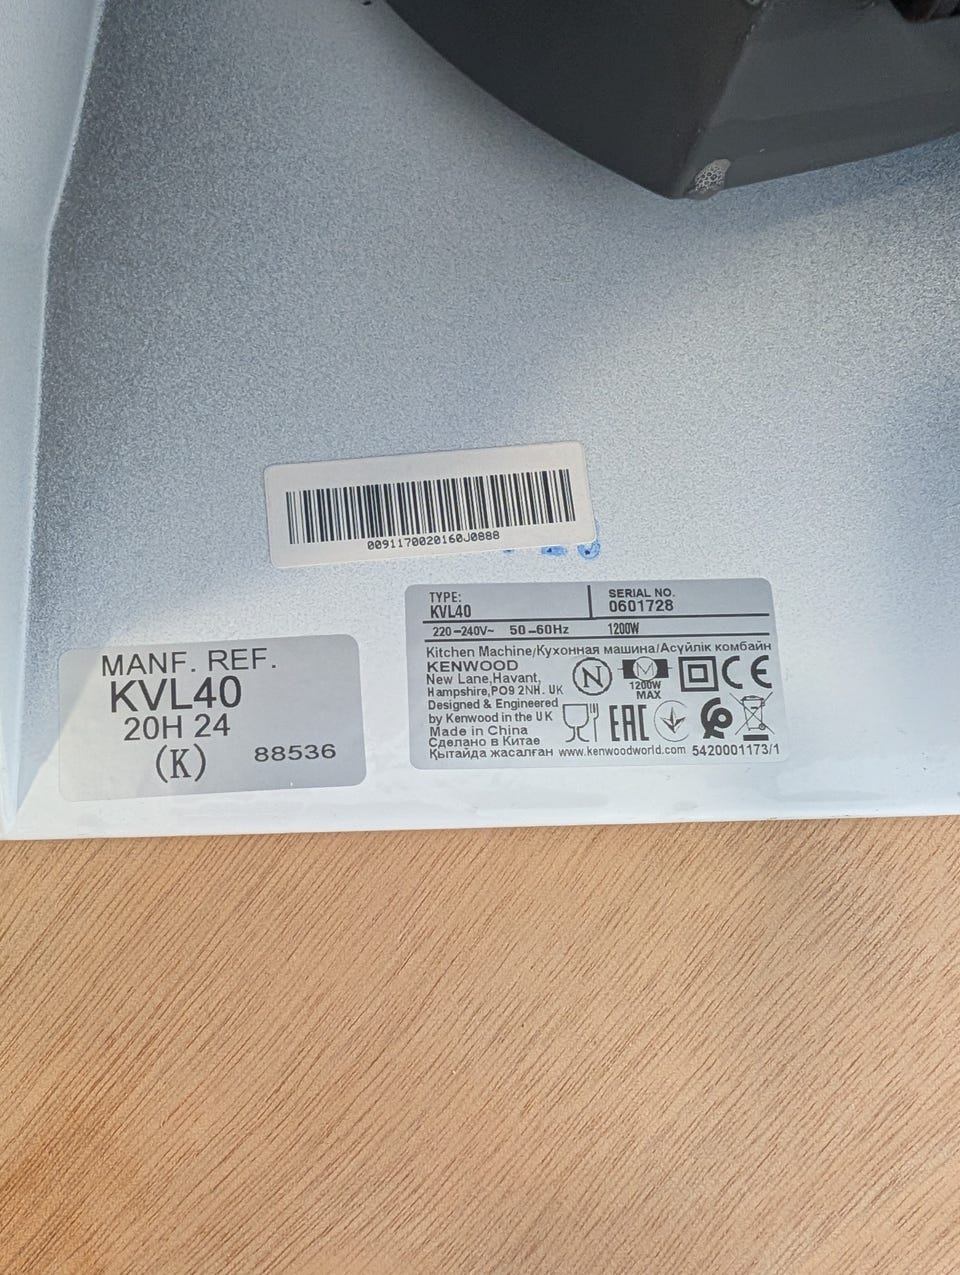 0091170020160J0888
TYPE:
KVL40
SERIAL NO.
0601728
220-240V~ 50-60Hz 1200W
Kitchen Machine/Кухонная машина/Асүйлік комбайн
KENWOOD
New Lane,Havant,
Hampshire,PO9 2NH. UK
Designed & Engineered
by Kenwood in the UK
Made in China
Сделано в Китае
Қытайда жасалған www.kenwoodworld.com 5420001173/1
N
M
1200W
MAX
CE
EAC
MANF. REF.
KVL40
20H 24
(K) 88536